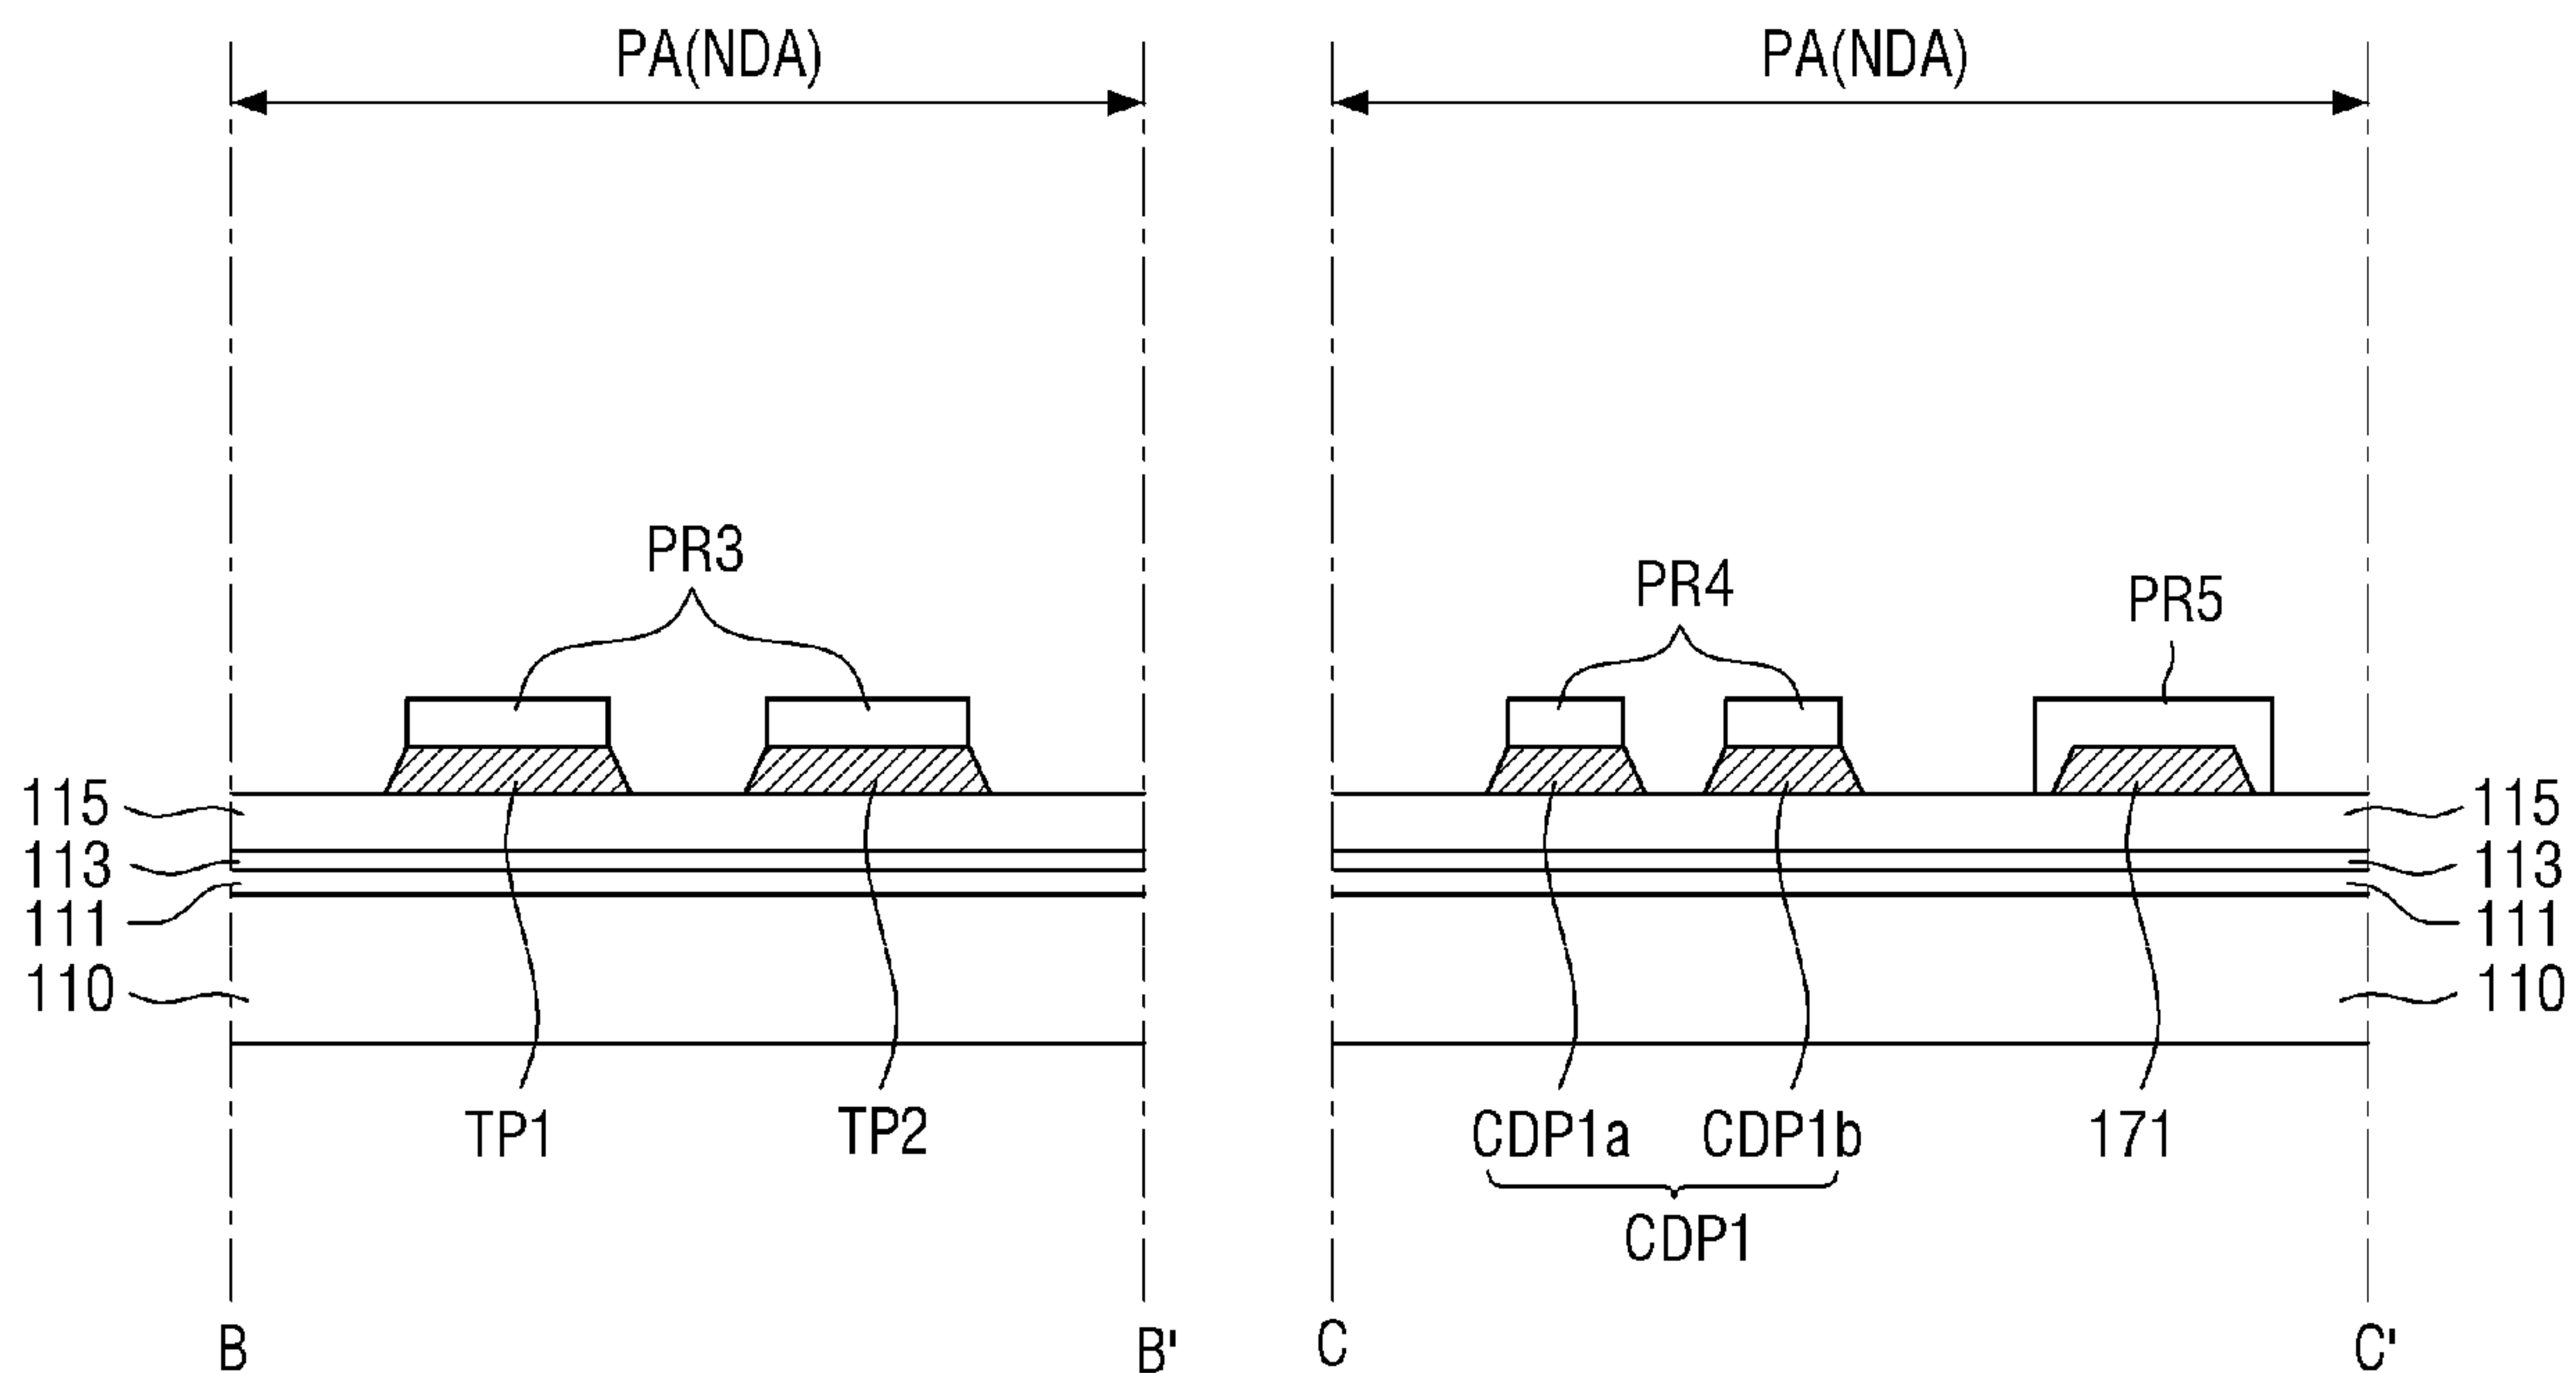 PA(NDA) PA(NDA)
PR3
PR4
PR5
115 115
113 113
111 111
110 110
TP1 TP2 CDP1a CDP1b 171
CDP1
B B' C C'